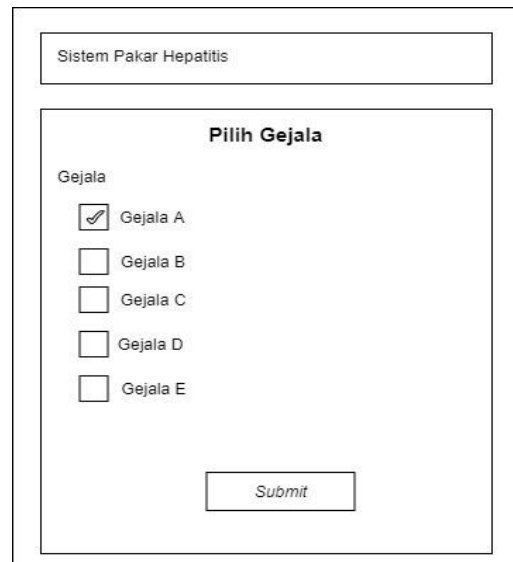 Sistem Pakar Hepatitis
Pilih Gejala
Gejala
Gejala A
Gejala B
Gejala C
Gejala D
Gejala E
Submit